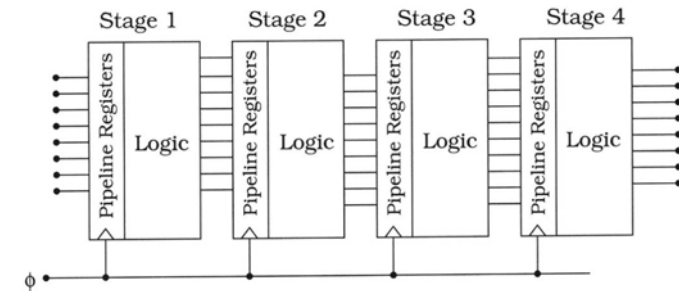 Stage 1 Stage 2 Stage 3 Stage 4
Pipeline Registers Logic Pipeline Registers Logic Pipeline Registers Logic Pipeline Registers Logic
ϕ